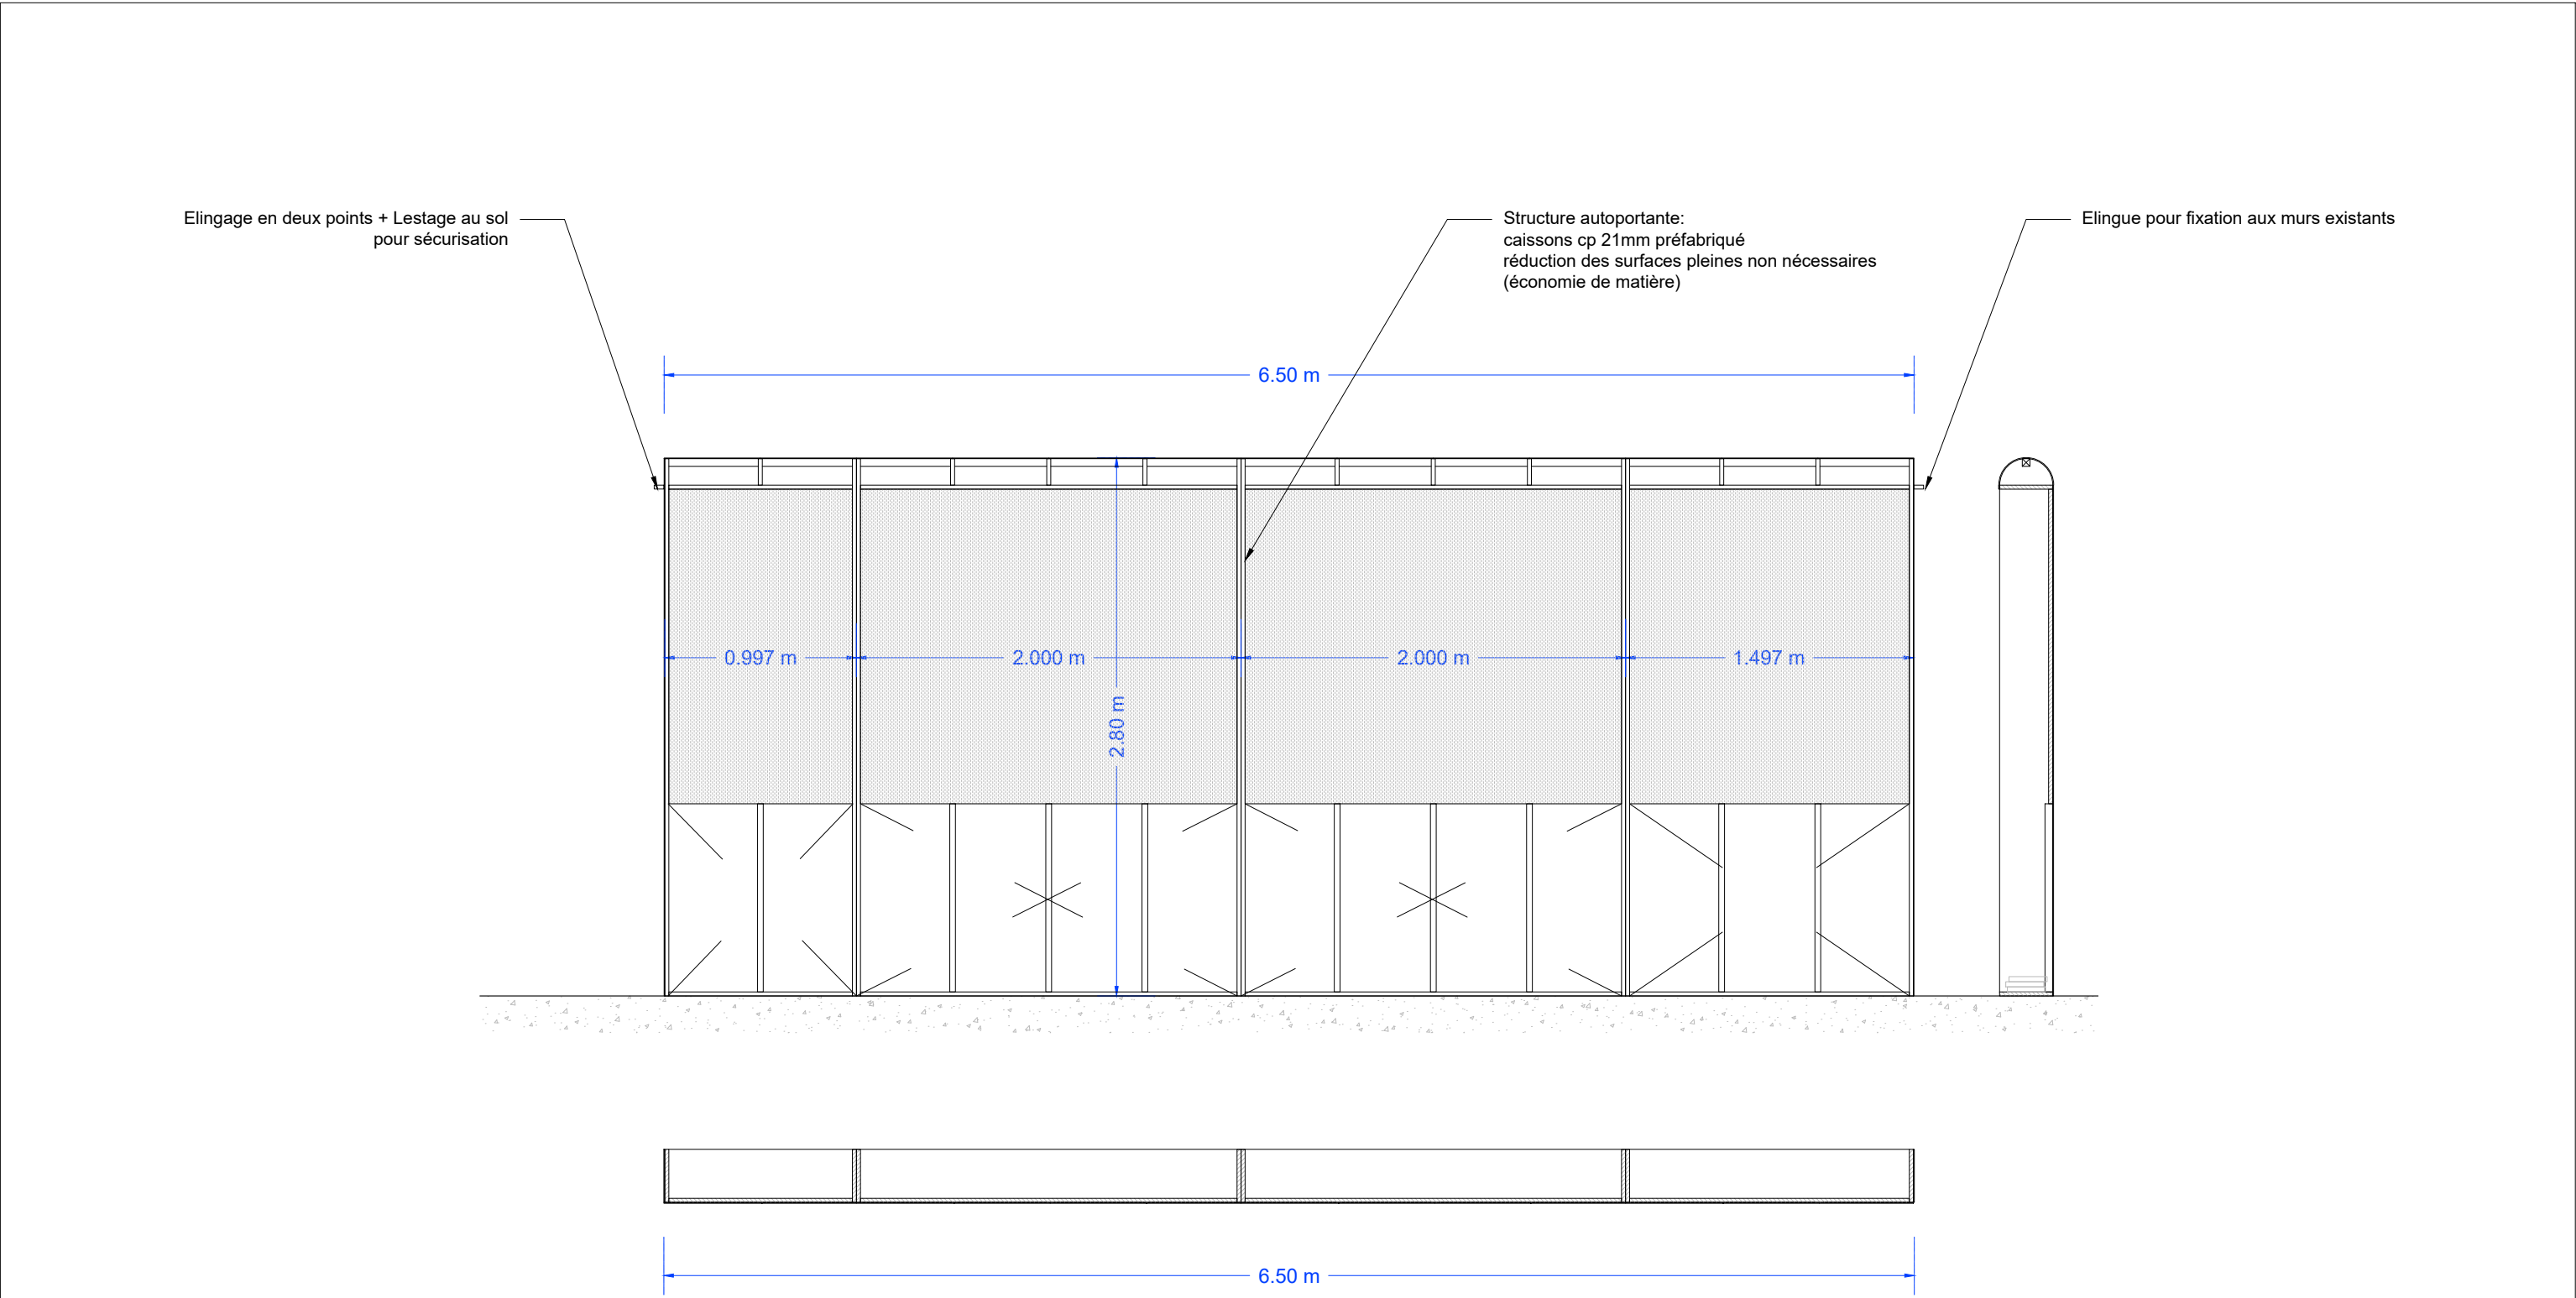 Elingage en deux points + Lestage au sol
pour sécurisation
Structure autoportante:
caissons cp 21mm préfabriqué
réduction des surfaces pleines non nécessaires
(économie de matière)
Elingue pour fixation aux murs existants
6.50 m
0.997 m
2.000 m
2.000 m
1.497 m
2.80 m
6.50 m